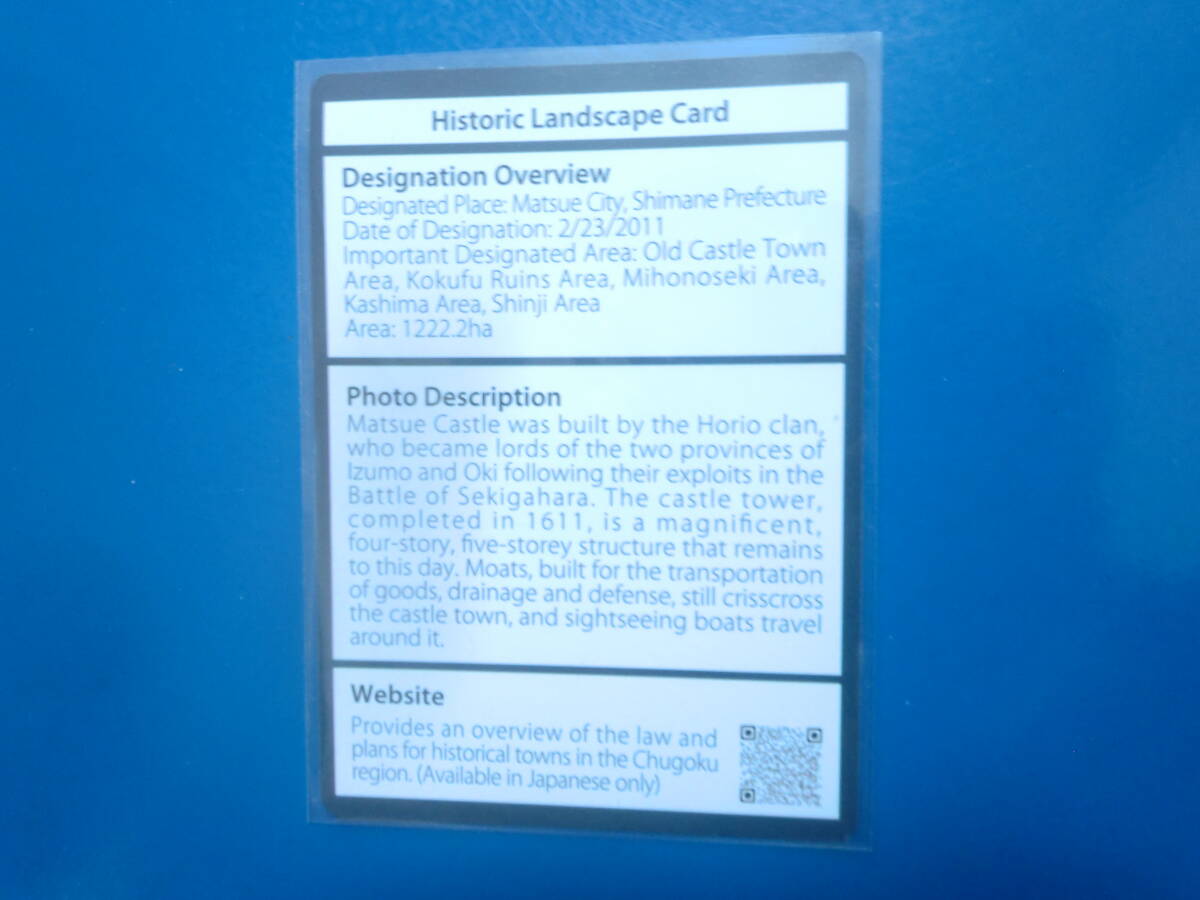 Historic Landscape Card
Designation Overview
Designated Place: Matsue City, Shimane Prefecture
Date of Designation: 2/23/2011
Important Designated Area: Old Castle Town
Area, Kokufu Ruins Area, Mihonoseki Area,
Kashima Area, Shinji Area
Area: 1222.2ha
Photo Description
Matsue Castle was built by the Horio clan,
who became lords of the two provinces of
Izumo and Oki following their exploits in the
Battle of Sekigahara. The castle tower,
completed in 1611, is a magnificent,
four-story, five-storey structure that remains
to this day. Moats, built for the transportation
of goods, drainage and defense, still crisscross
the castle town, and sightseeing boats travel
around it.
Website
Provides an overview of the law and
plans for historical towns in the Chugoku
region. (Available in Japanese only)